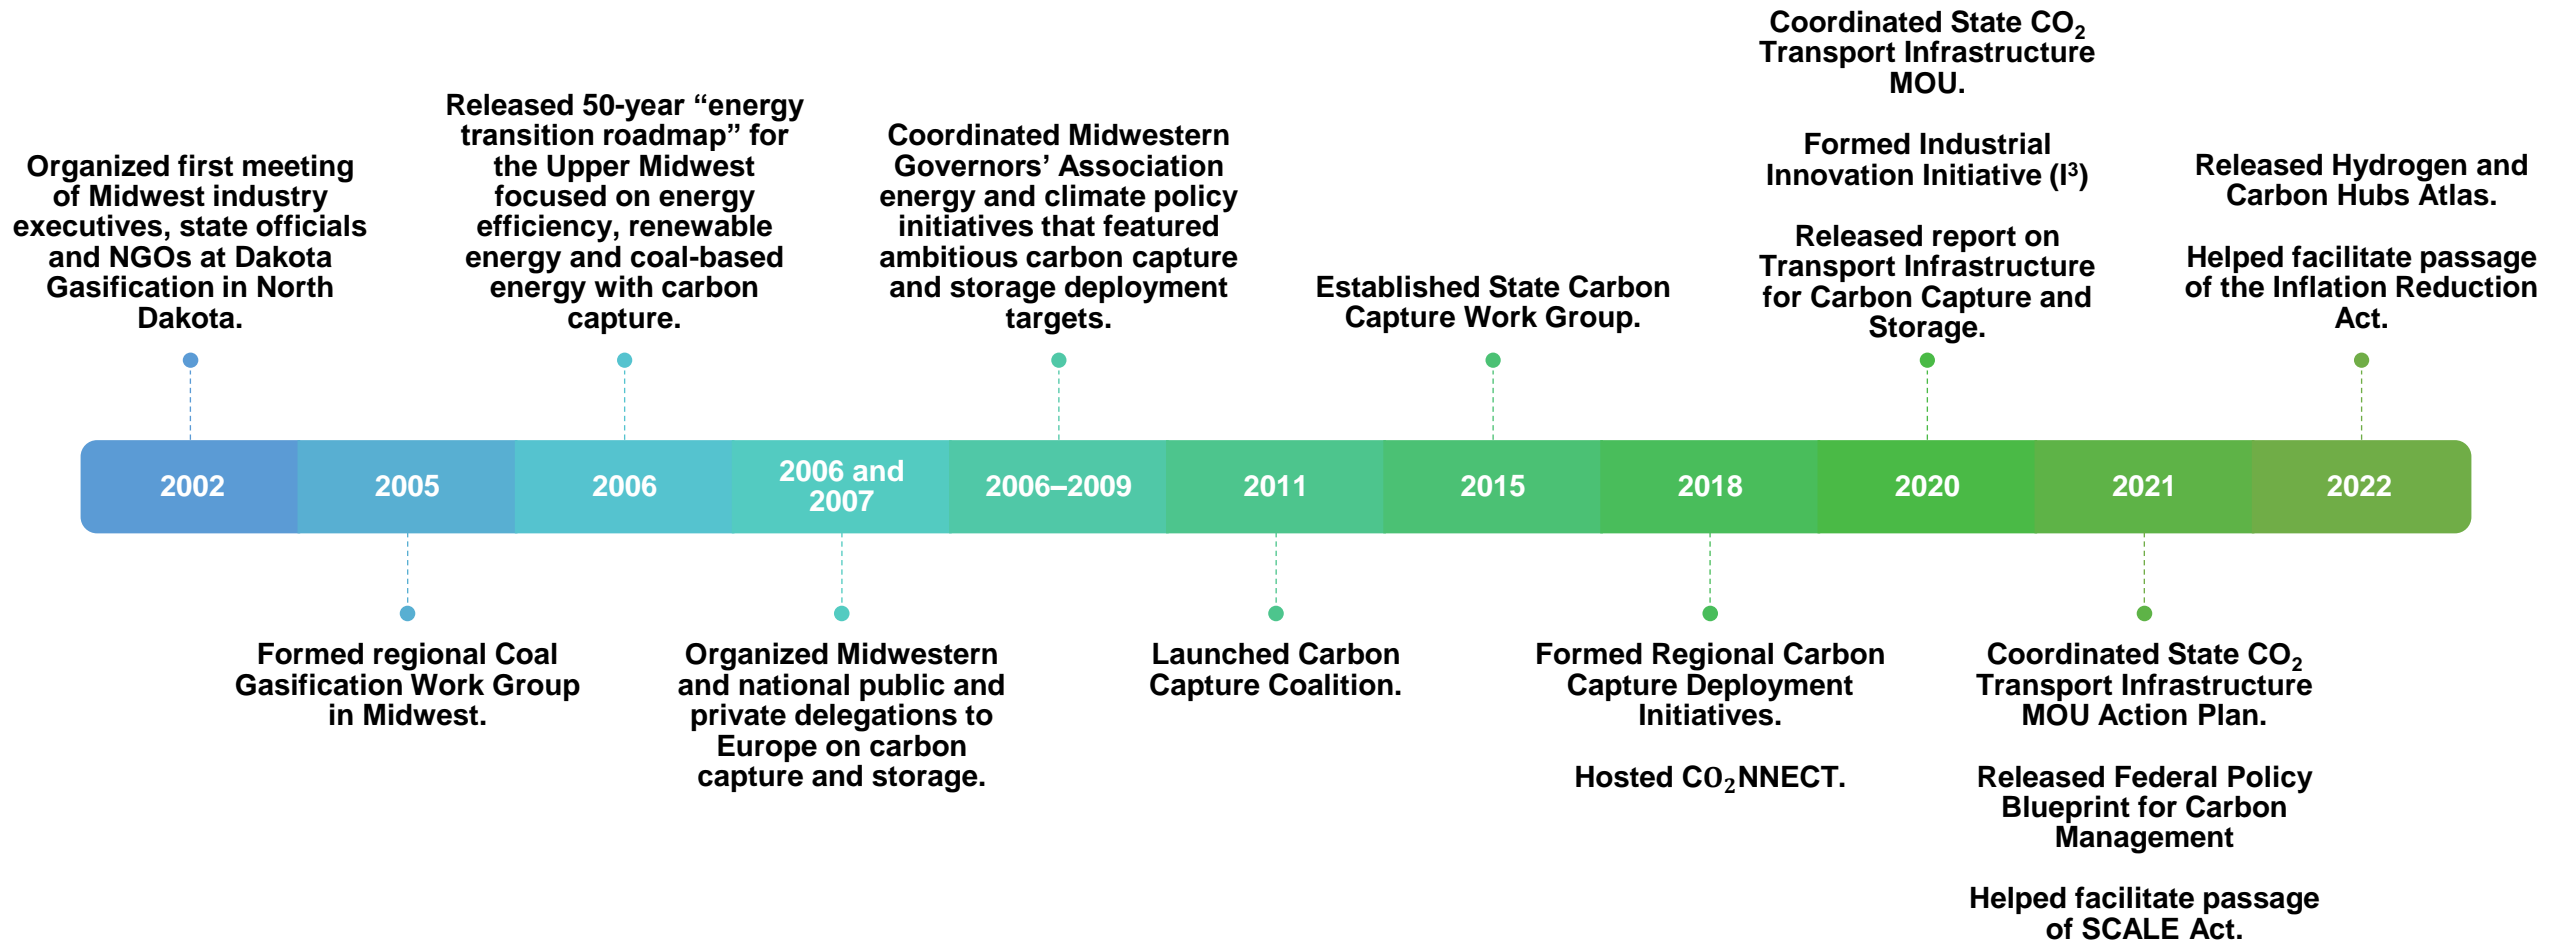 Organized first meeting
of Midwest industry
executives, state officials
and NGOs at Dakota
Gasification in North
Dakota.
Released 50-year “energy
transition roadmap” for
the Upper Midwest
focused on energy
efficiency, renewable
energy and coal-based
energy with carbon
capture.
Coordinated Midwestern
Governors’ Association
energy and climate policy
initiatives that featured
ambitious carbon capture
and storage deployment
targets.
Established State Carbon
Capture Work Group.
Coordinated State CO₂
Transport Infrastructure
MOU.
Formed Industrial
Innovation Initiative (I³)
Released report on
Transport Infrastructure
for Carbon Capture and
Storage.
Released Hydrogen and
Carbon Hubs Atlas.
Helped facilitate passage
of the Inflation Reduction
Act.
2002
2005
2006
2006 and
2007
2006–2009
2011
2015
2018
2020
2021
2022
Formed regional Coal
Gasification Work Group
in Midwest.
Organized Midwestern
and national public and
private delegations to
Europe on carbon
capture and storage.
Launched Carbon
Capture Coalition.
Formed Regional Carbon
Capture Deployment
Initiatives.
Hosted CO₂NNECT.
Coordinated State CO₂
Transport Infrastructure
MOU Action Plan.
Released Federal Policy
Blueprint for Carbon
Management
Helped facilitate passage
of SCALE Act.